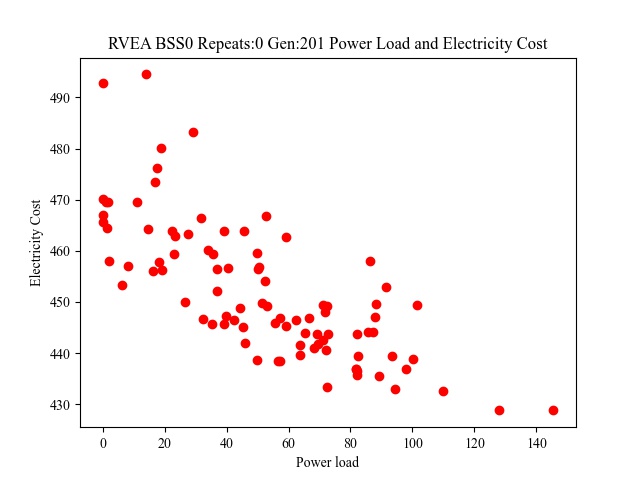 RVEA BSS0 Repeats:0 Gen:201 Power Load and Electricity Cost
490
480
470
460
450
440
430
Electricity Cost
0 20 40 60 80 100 120 140
Power load